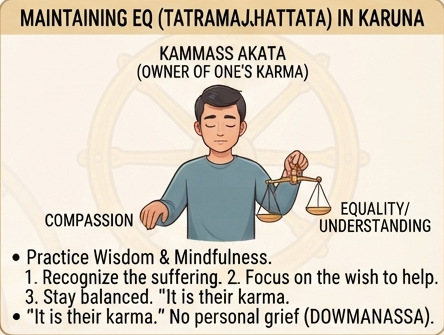 MAINTAINING EQ (TATRAMAJ.HATTATA) IN KARUNA
KAMMASS AKATA
(OWNER OF ONE'S KARMA)
COMPASSION
EQUALITY/
UNDERSTANDING
• Practice Wisdom & Mindfulness.
1. Recognize the suffering. 2. Focus on the wish to help.
3. Stay balanced. "It is their karma.
• "It is their karma." No personal grief (DOWMANASSA).